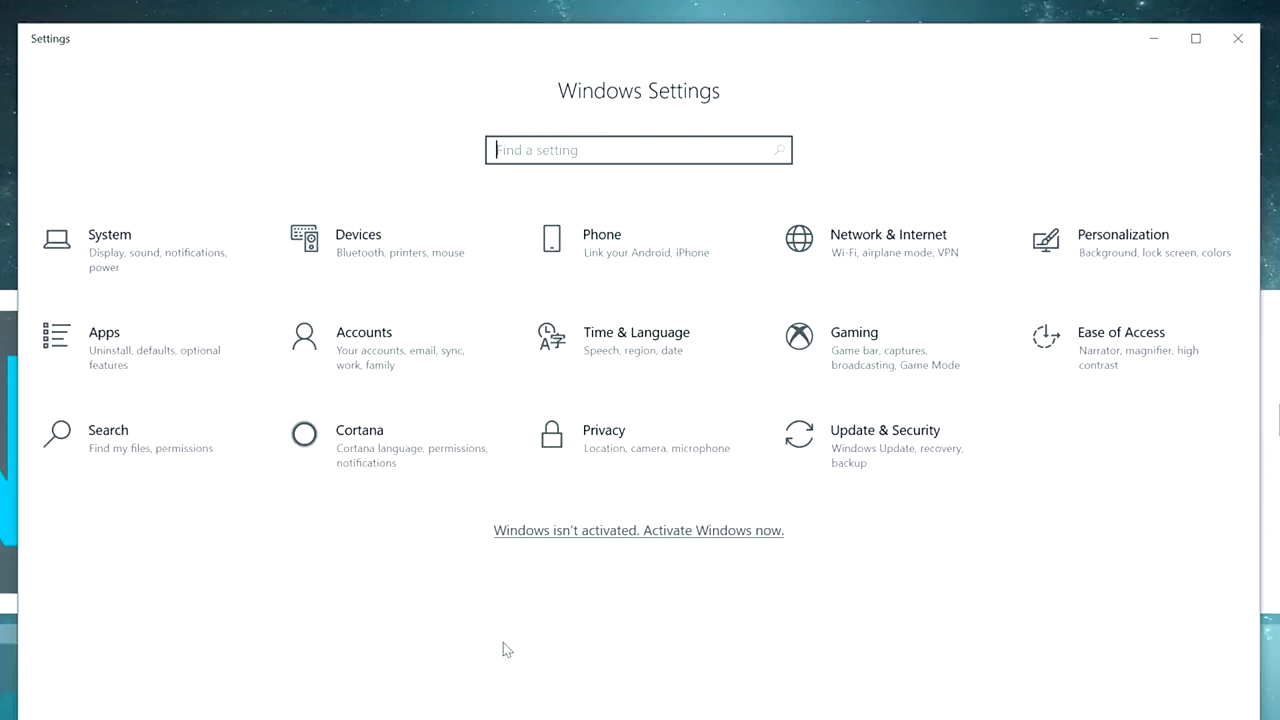 Settings
Windows Settings
Find a setting
System
Display, sound, notifications,
power
Devices
Bluetooth, printers, mouse
Phone
Link your Android, iPhone
Network & Internet
Wi-Fi, airplane mode, VPN
Personalization
Background, lock screen, colors
Apps
Uninstall, defaults, optional
features
Accounts
Your accounts, email, sync,
work, family
Time & Language
Speech, region, date
Gaming
Game bar, captures,
broadcasting, Game Mode
Ease of Access
Narrator, magnifier, high
contrast
Search
Find my files, permissions
Cortana
Cortana language, permissions,
notifications
Privacy
Location, camera, microphone
Update & Security
Windows Update, recovery,
backup
Windows isn't activated. Activate Windows now.